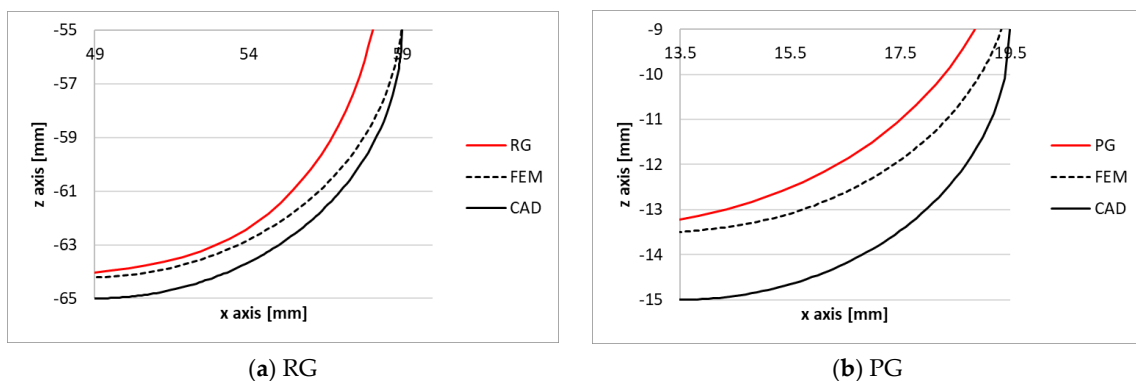 -55
49
54
59
-57
-59
-61
-63
-65
z axis [mm]
x axis [mm]
RG
FEM
CAD
(a) RG
-9
13.5
15.5
17.5
19.5
-10
-11
-12
-13
-14
-15
z axis [mm]
x axis [mm]
PG
FEM
CAD
(b) PG